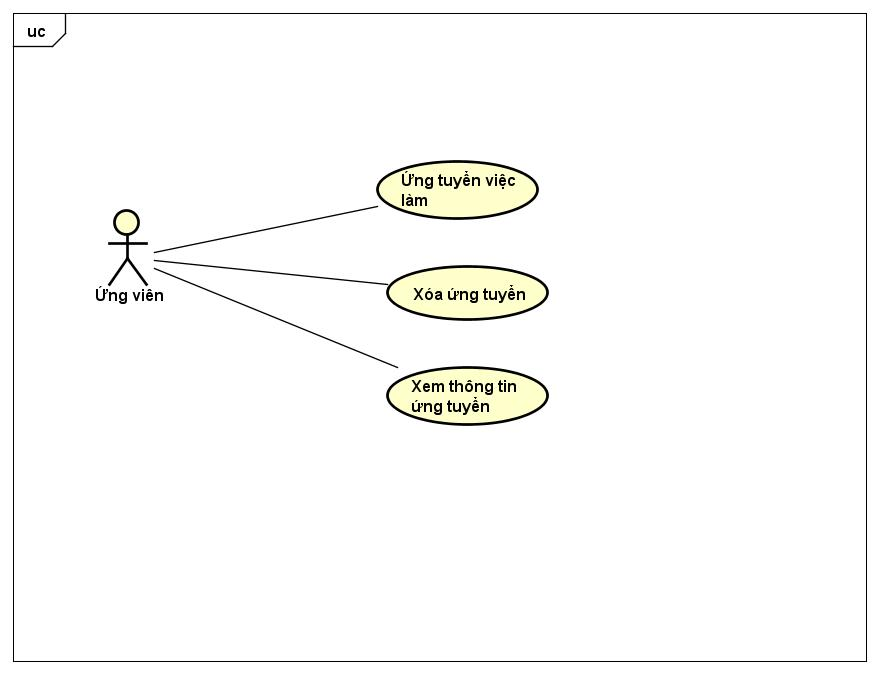 uc
Ứng tuyển việc
làm
Ứng viên
Xóa ứng tuyển
Xem thông tin
ứng tuyển